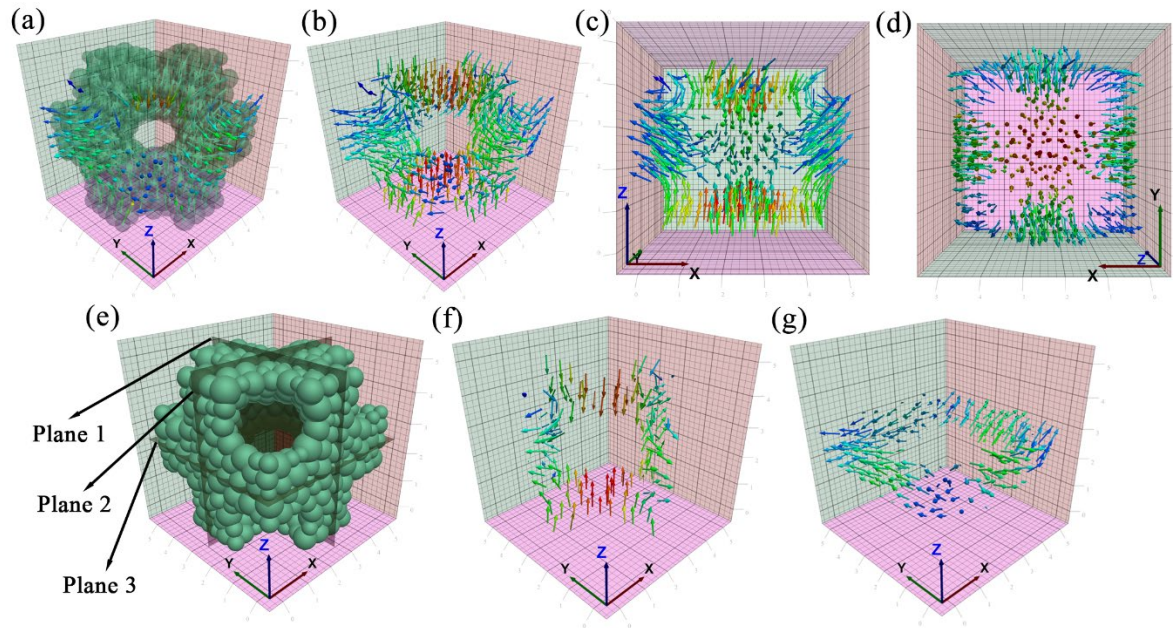 (a)
(b)
(c)
(d)
Z
Y
X
Z
Y
X
Z
Y
X
Y
Z
X
(e)
(f)
(g)
Plane 1
Plane 2
Plane 3
Z
Y
X
Z
Y
X
Z
Y
X